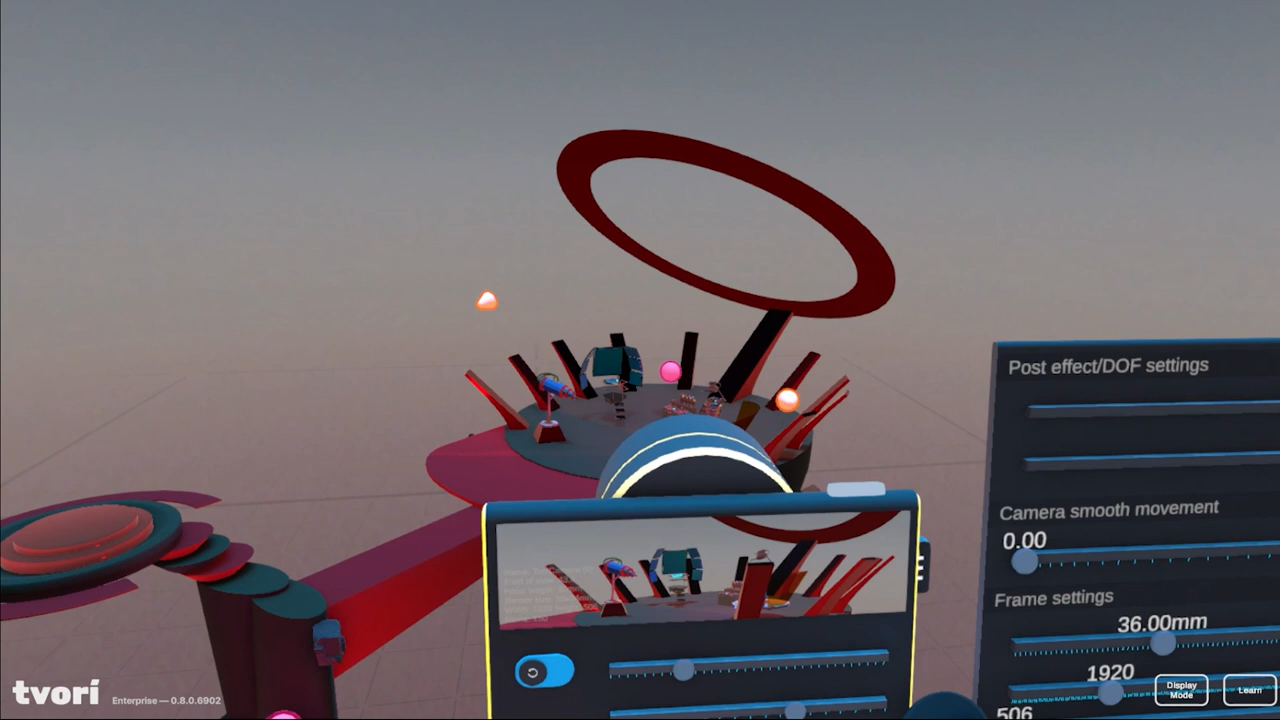 Post effect/DOF settings
Camera smooth movement
0.00
Frame settings
36.00mm
1920
506
Display
Mode
Learn
tvori Enterprise — 0.8.0.6902